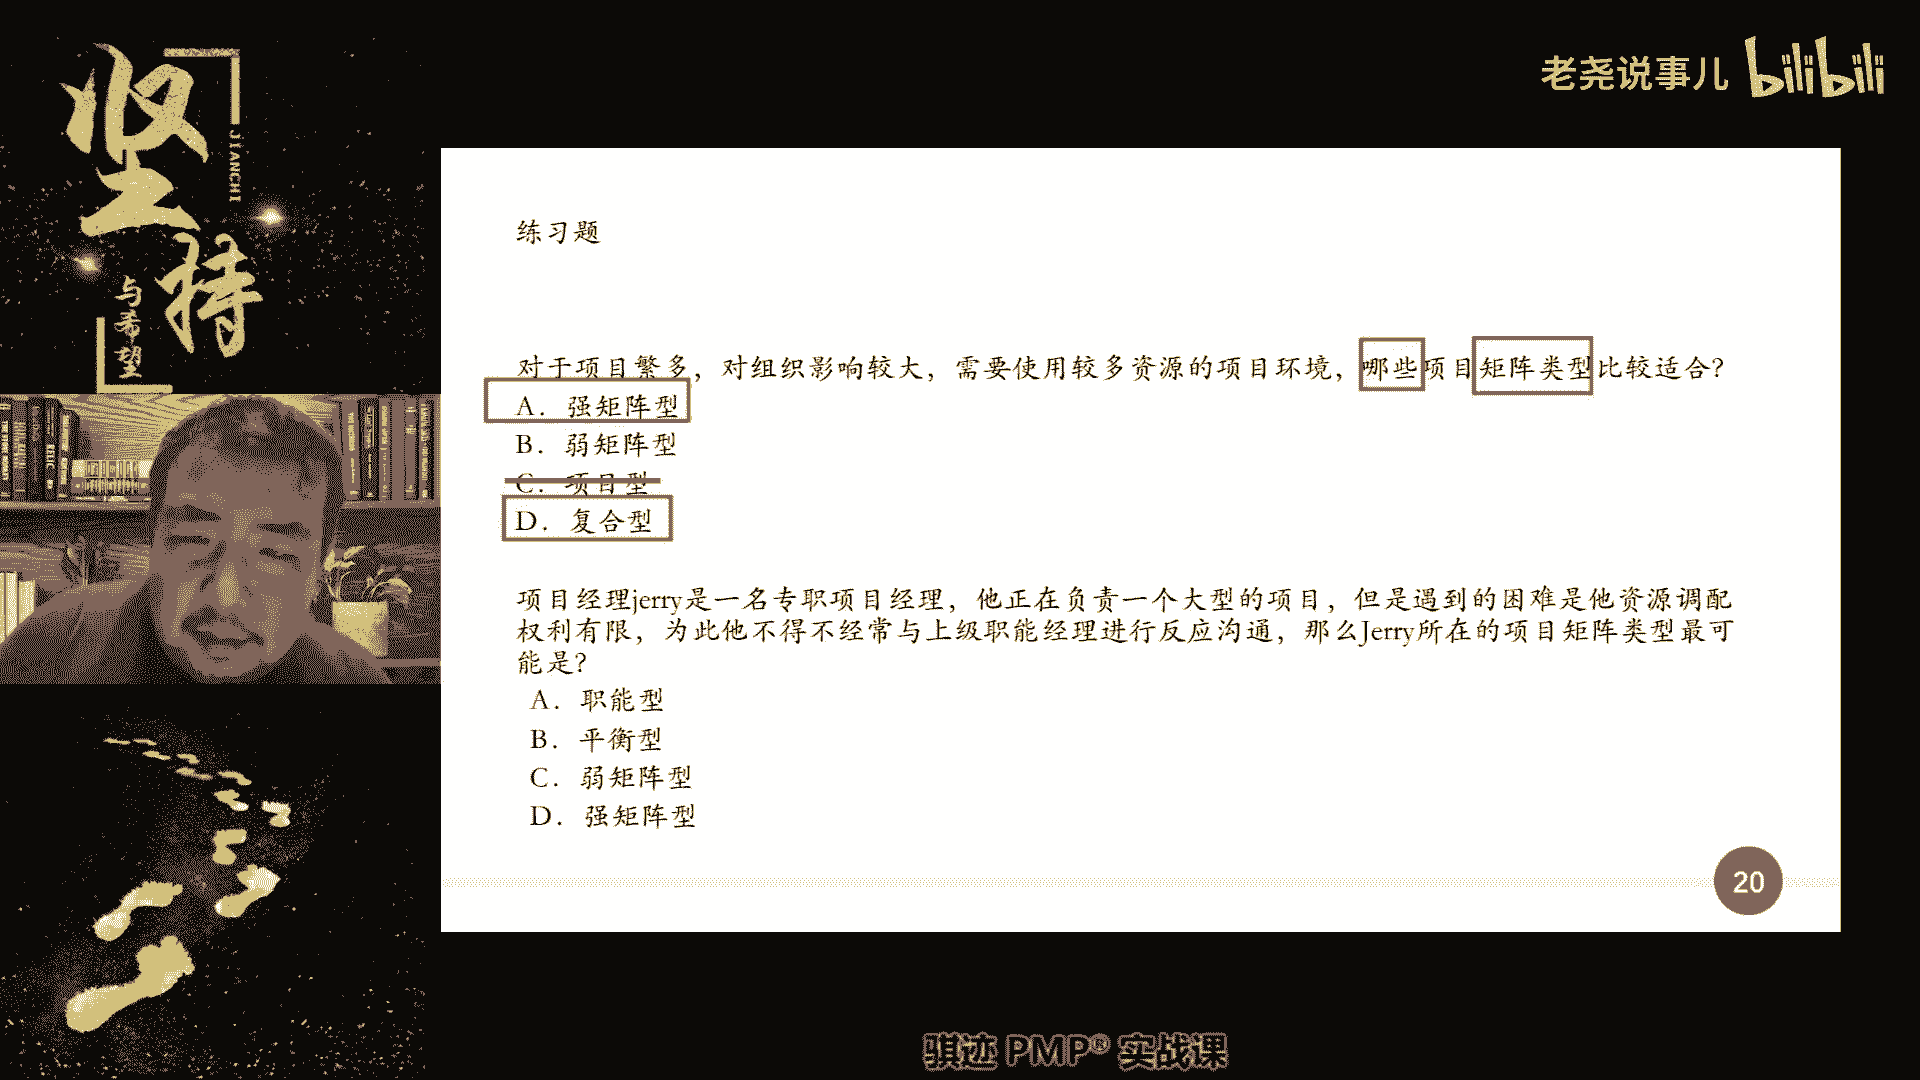 坚持
JIANCHI
与希望
老尧说事儿 bilibili
练习题
对于项目繁多，对组织影响较大，需要使用较多资源的项目环境，哪些项目矩阵类型比较适合?
A. 强矩阵型
B. 弱矩阵型
C. 项目型
D. 复合型
项目经理jerry是一名专职项目经理，他正在负责一个大型的项目，但是遇到的困难是他资源调配
权利有限，为此他不得不经常与上级职能经理进行反应沟通，那么Jerry所在的项目矩阵类型最可
能是?
A. 职能型
B. 平衡型
C. 弱矩阵型
D. 强矩阵型
20
骐迹 PMP® 实战课